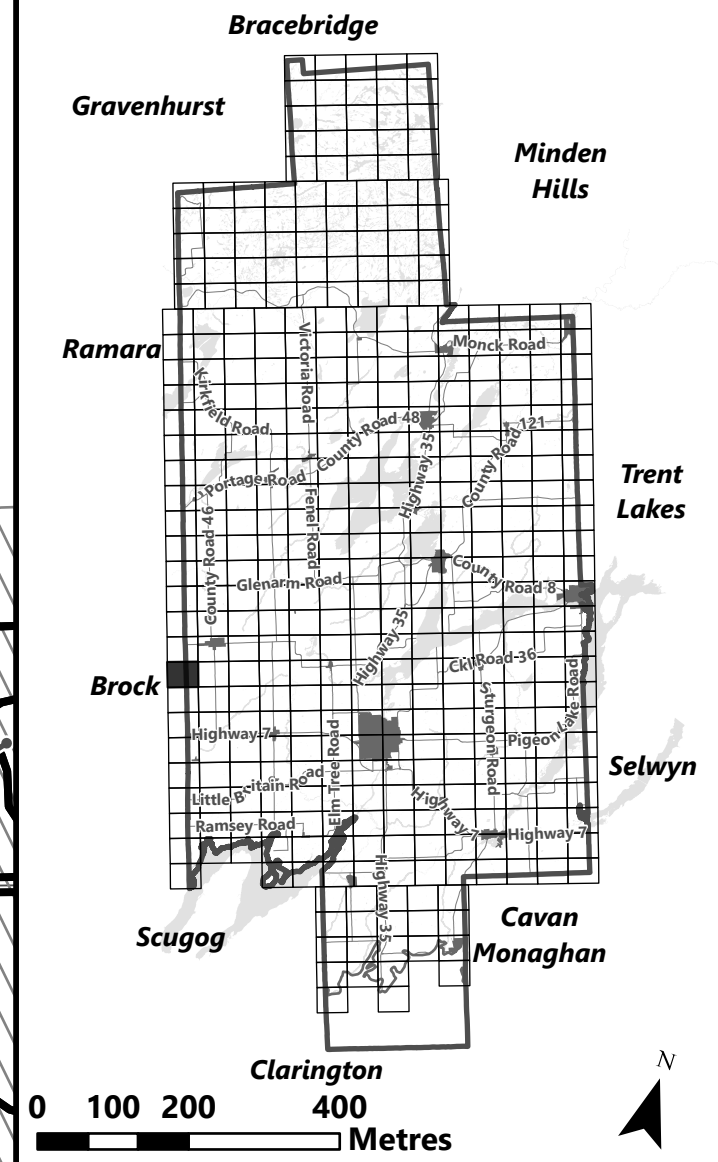 Bracebridge
Gravenhurst
Minden
Hills
Ramara
Monck Road
Victoria Road
Kirkfield Road
County Road 48
121
County Road
Highway 35
Trent
Lakes
Portage Road
Fenel Road
County Road 46
Glenarm Road
County Road 8
Highway 35
Ckl Road 36
Brock
Sturgeon Road
Pigeon Lake Road
Highway 7
Elm Tree Road
Selwyn
Little Britain Road
Ramsey Road
Highway 7
Highway 7
Highway 35
Scugog
Cavan
Monaghan
Clarington
N
0 100 200 400
Metres